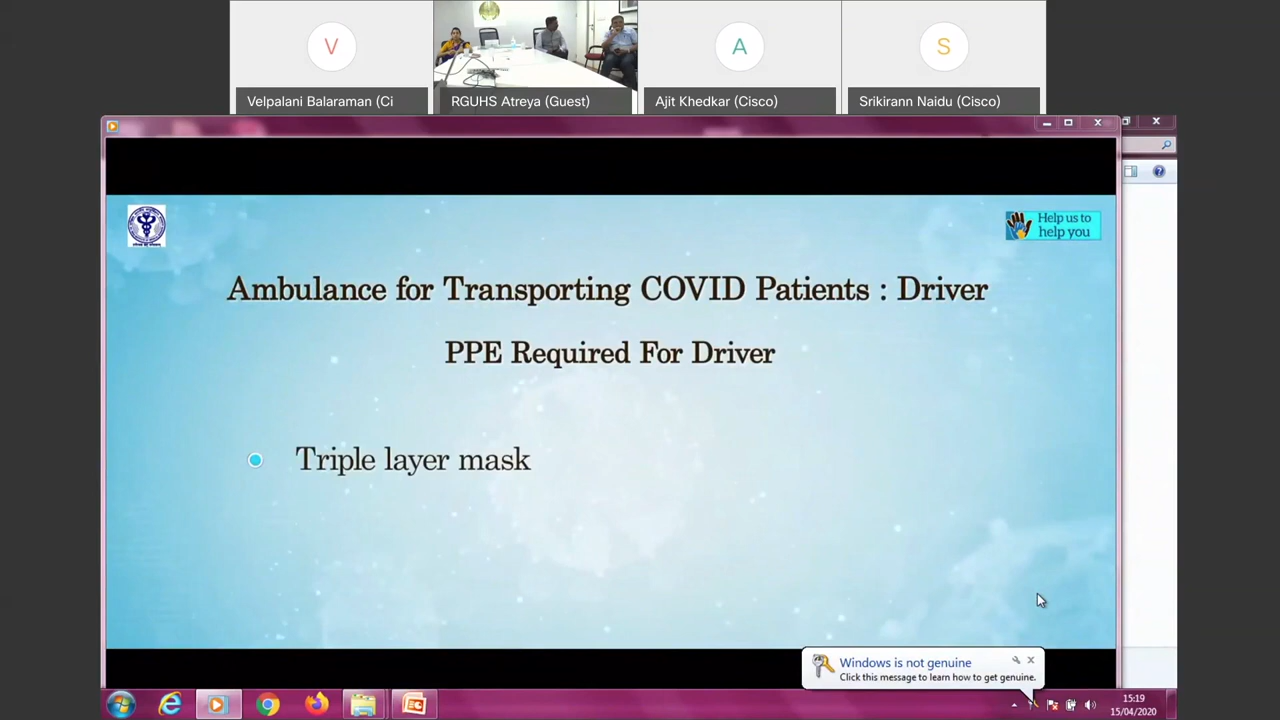 V
A
S
Velpalani Balaraman (Ci
RGUHS Atreya (Guest)
Ajit Khedkar (Cisco)
Srikirann Naidu (Cisco)
Help us to
help you
Ambulance for Transporting COVID Patients : Driver
PPE Required For Driver
Triple layer mask
Windows is not genuine
Click this message to learn how to get genuine.
15:19
15/04/2020